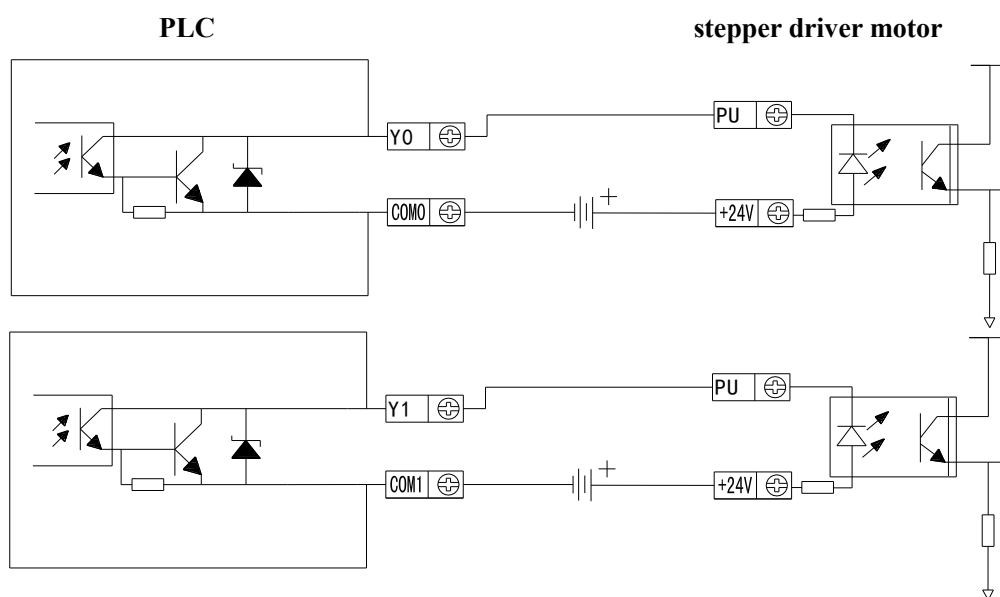 PLC
stepper driver motor
Y0
PU
COM0
+
+24V
Y1
PU
COM1
+
+24V